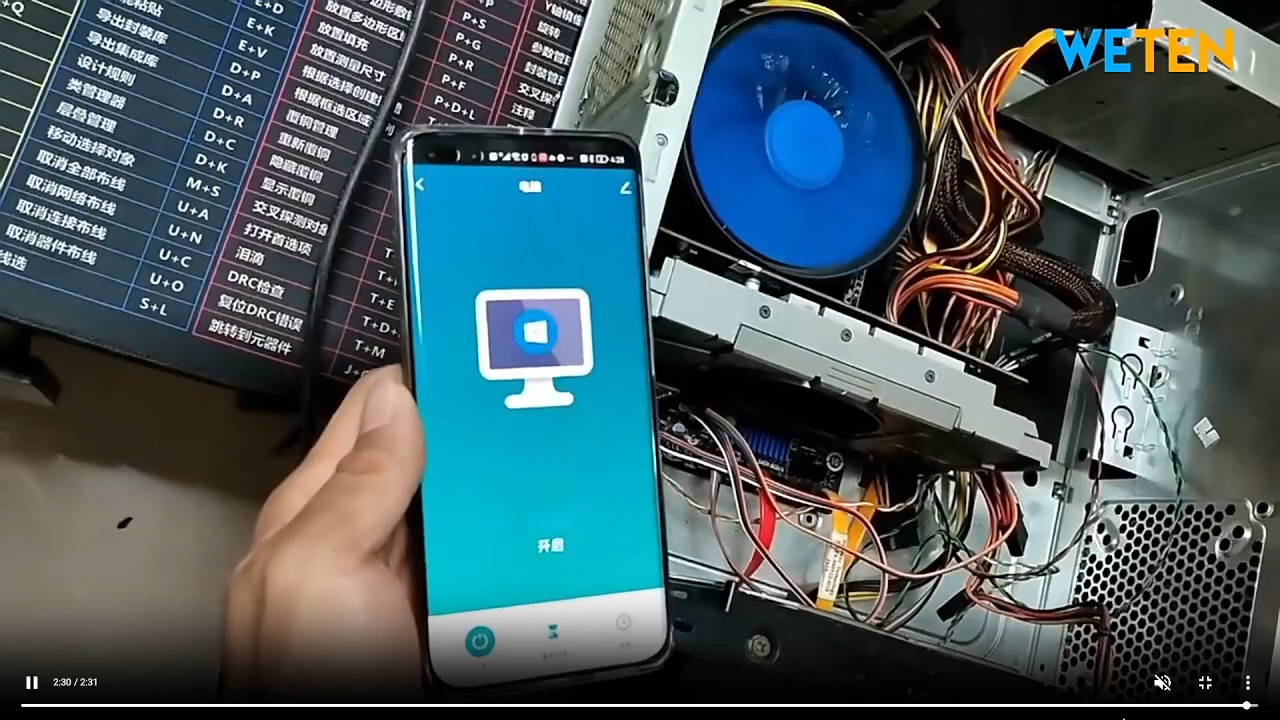 WETEN
+Q
粘贴
导出封装库
导出集成库
设计规则
类管理器
层叠管理
移动选择对象
取消全部布线
取消网络布线
取消连接布线
取消器件布线
线选
E+D
E+K
E+V
D+P
D+A
D+R
D+C
D+K
M+S
U+A
U+N
U+C
U+O
S+L
放置多边形
放置填充
放置测量尺寸
根据选择创建
根据框选区域
覆铜管理
重新覆铜
隐藏覆铜
显示覆铜
交叉探测对
打开首选项
泪滴
DRC检查
复位DRC错误
跳转到元器件
P+S
P+G
P+R
P+F
P+D+L
T+E
T+D+
T+M
旋转
参数管
封装管
交叉探
注释
4:25
电脑
开启
2:30 / 2:31